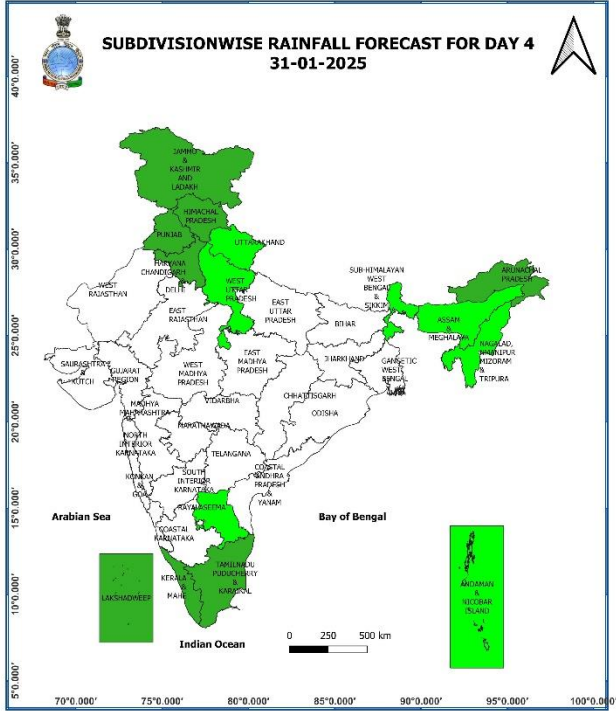 SUBDIVISIONWISE RAINFALL FORECAST FOR DAY 4
31-01-2025
40°0.000'
35°0.000'
30°0.000'
25°0.000'
20°0.000'
15°0.000'
10°0.000'
5°0.000'
JAMMU
&
KASHMIR
AND
LADAKH
HIMACHAL
PRADESH
PUNJAB
UTTARAKHAND
HARYANA
CHANDIGARH
&
DELHI
WEST
UTTAR
PRADESH
WEST
RAJASTHAN
EAST
RAJASTHAN
EAST
UTTAR
PRADESH
SUB-HIMALAYAN
WEST
BENGAL
&
SIKKIM
ARUNACHAL
PRADESH
ASSAM
&
MEGHALAYA
NAGALAD,
MANIPUR
MIZORAM
&
TRIPURA
BIHAR
JHARKHAND
GANGETIC
WEST
BENGAL
SAURASHTRA
&
KUTCH
GUJARAT
REGION
WEST
MADHYA
PRADESH
EAST
MADHYA
PRADESH
CHHATTISGARH
ODISHA
VIDARBHA
MADHYA
MAHARASHTRA
MARATHAWADA
NORTH
INTERIOR
KARNATAKA
TELANGANA
KONKAN
&
GOA
SOUTH
INTERIOR
KARNATAKA
COASTAL
ANDHRA
PRADESH
&
YANAM
RAYALASEEMA
COASTAL
KARNATAKA
TAMILNADU
PUDUCHERRY
&
KARAIKAL
KERALA
&
MAHE
LAKSHADWEEP
ANDAMAN
&
NICOBAR
ISLAND
Arabian Sea
Bay of Bengal
Indian Ocean
0 250 500 km
70°0.000' 75°0.000' 80°0.000' 85°0.000' 90°0.000' 95°0.000' 100°0.000'